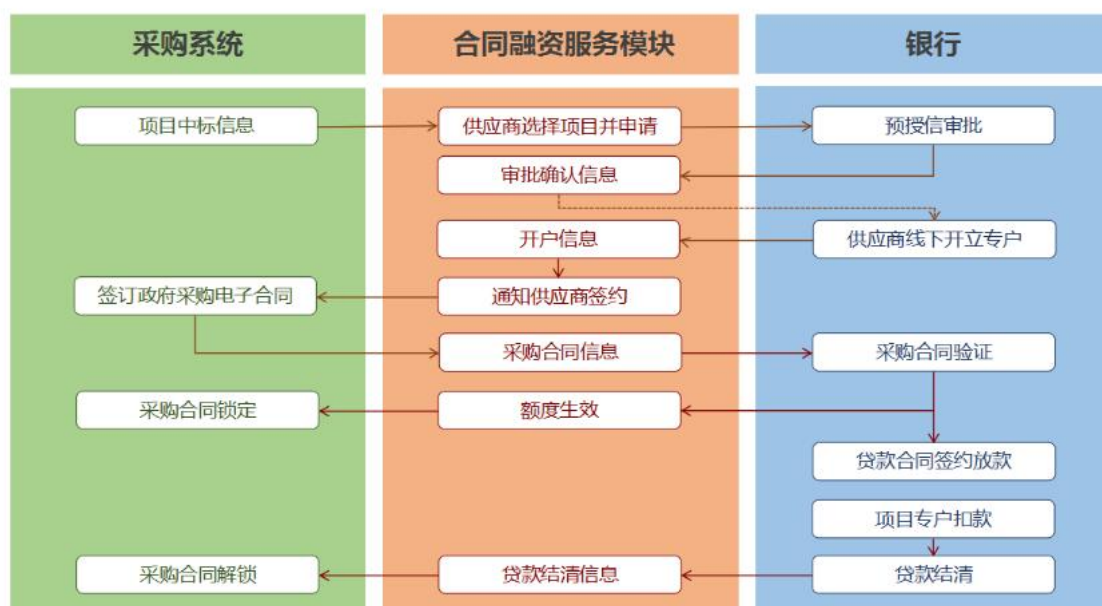 采购系统
合同融资服务模块
银行
项目中标信息
供应商选择项目并申请
预授信审批
审批确认信息
开户信息
供应商线下开立专户
签订政府采购电子合同
通知供应商签约
采购合同信息
采购合同验证
采购合同锁定
额度生效
贷款合同签约放款
项目专户扣款
采购合同解锁
贷款结清信息
贷款结清